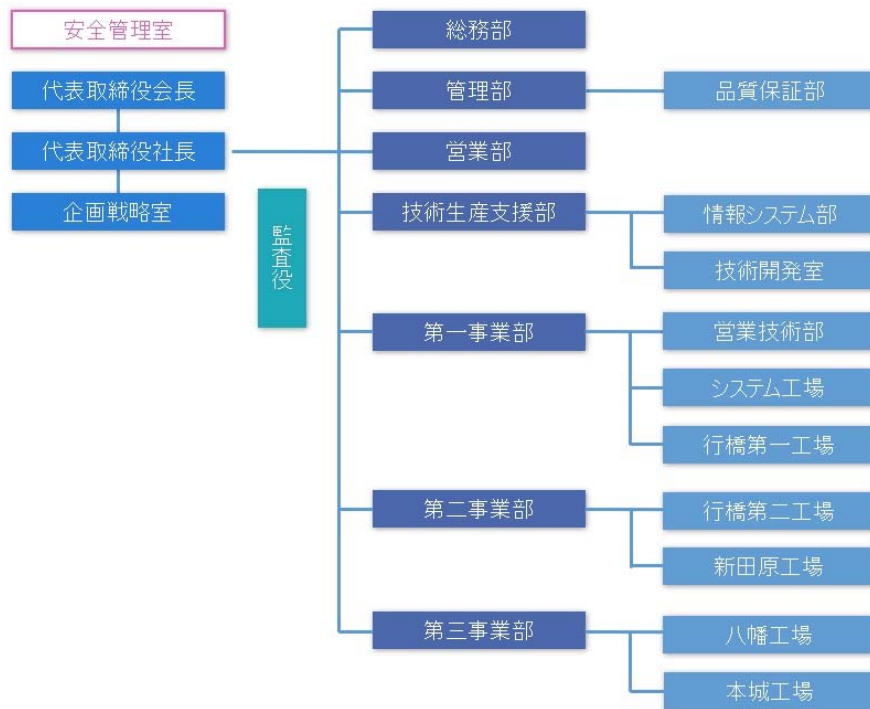 安全管理室
代表取締役会長
代表取締役社長
企画戦略室
監査役
総務部
管理部
品質保証部
営業部
技術生産支援部
情報システム部
技術開発室
第一事業部
営業技術部
システム工場
行橋第一工場
第二事業部
行橋第二工場
新田原工場
第三事業部
八幡工場
本城工場